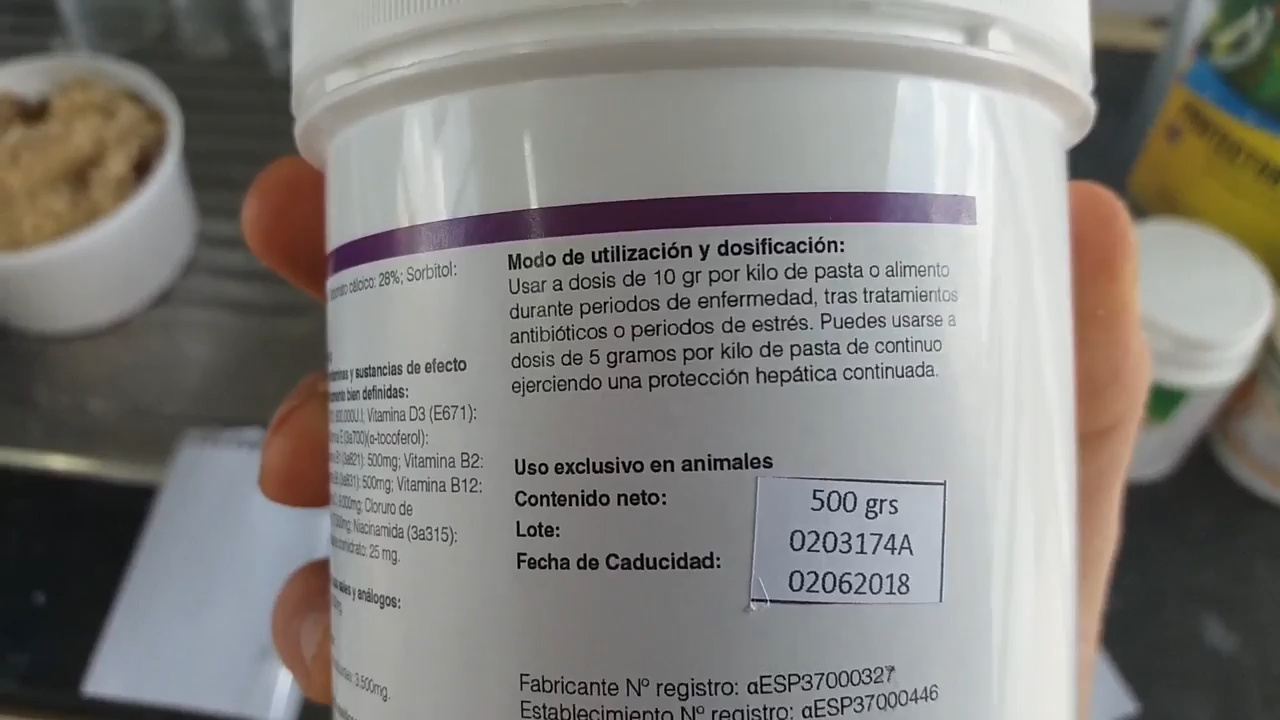 cálcico: 28%; Sorbitol:
y sustancias de efecto
bien definidas:
Vitamina D3 (E671):
(3a700)(α-tocoferol):
500mg; Vitamina B2:
500mg; Vitamina B12:
Cloruro de
Niacinamida (3a315):
25 mg.
y análogos:
3.500mg.
Modo de utilización y dosificación:
Usar a dosis de 10 gr por kilo de pasta o alimento
durante periodos de enfermedad, tras tratamientos
antibióticos o periodos de estrés. Puedes usarse a
dosis de 5 gramos por kilo de pasta de continuo
ejerciendo una protección hepática continuada.
Uso exclusivo en animales
Contenido neto: 500 grs
Lote: 0203174A
Fecha de Caducidad: 02062018
Fabricante Nº registro: αESP37000327
Establecimiento Nº registro: αESP37000446